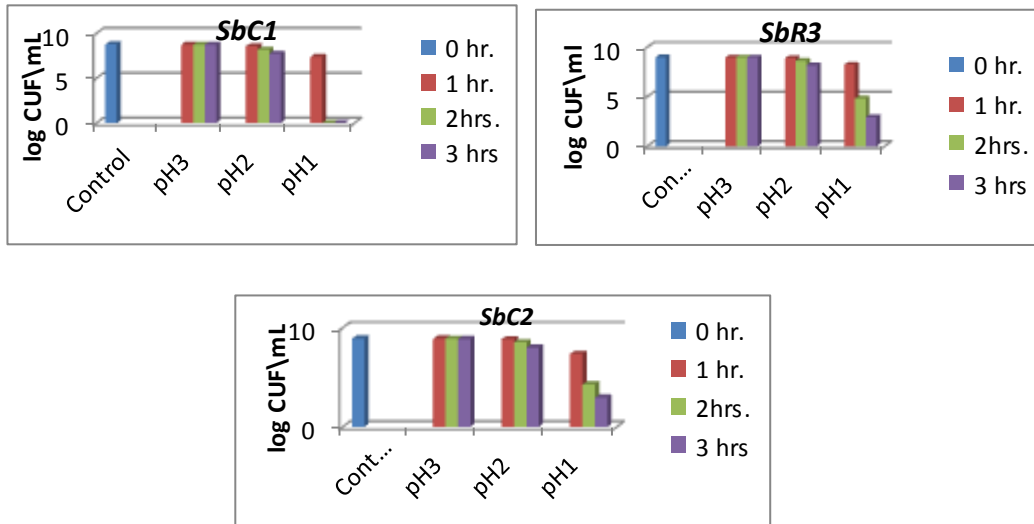 SbC1
log CUF\mL
10
5
0
Control
pH3
pH2
pH1
0 hr.
1 hr.
2hrs.
3 hrs
SbR3
log CUF\ml
10
5
0
Con...
pH3
pH2
pH1
0 hr.
1 hr.
2hrs.
3 hrs
SbC2
log CUF\mL
10
0
Cont...
pH3
pH2
pH1
0 hr.
1 hr.
2hrs.
3 hrs